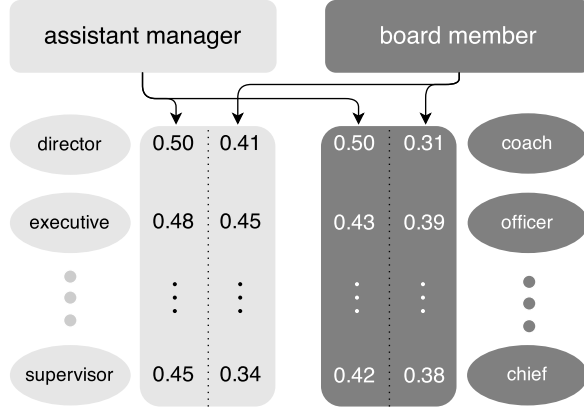 assistant manager board member
director 0.50 0.41 0.50 0.31 coach
executive 0.48 0.45 0.43 0.39 officer
supervisor 0.45 0.34 0.42 0.38 chief